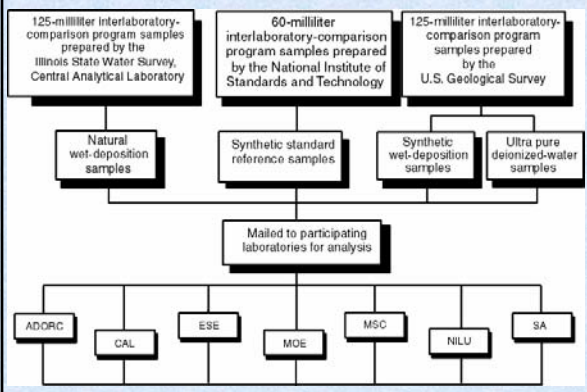 125-milliliter interlaboratory-
comparison program samples
prepared by the
Illinois State Water Survey,
Central Analytical Laboratory
60-milliliter
interlaboratory-comparison
program samples prepared
by the National Institute of
Standards and Technology
125-milliliter interlaboratory-
comparison program
samples prepared
by the
U.S. Geological Survey
Natural
wet-deposition
samples
Synthetic standard
reference samples
Synthetic
wet-deposition
samples
Ultra pure
deionized-water
samples
Mailed to participating
laboratories for analysis
ADORC
CAL
ESE
MOE
MSC
NILU
SA